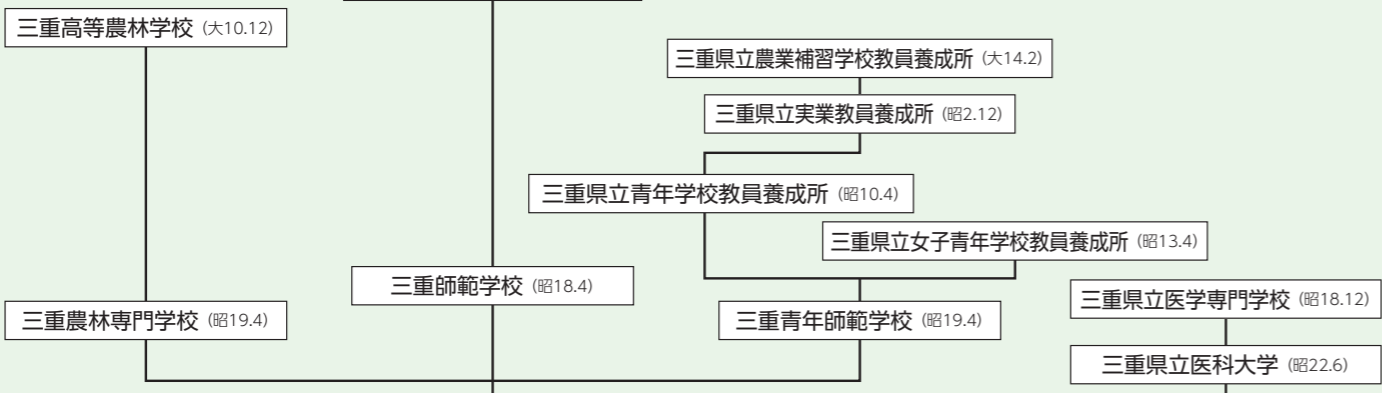 三重高等農林学校 (大10.12)
三重県立農業補習学校教員養成所 (大14.2)
三重県立実業教員養成所 (昭2.12)
三重県立青年学校教員養成所 (昭10.4)
三重県立女子青年学校教員養成所 (昭13.4)
三重師範学校 (昭18.4)
三重県立医学専門学校 (昭18.12)
三重農林専門学校 (昭19.4)
三重青年師範学校 (昭19.4)
三重県立医科大学 (昭22.6)